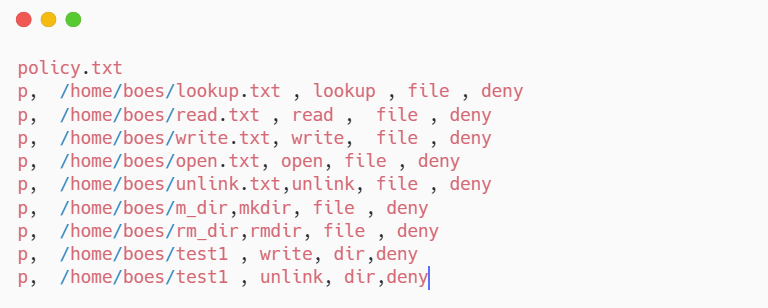 policy.txt
p,  /home/boes/lookup.txt , lookup , file , deny
p,  /home/boes/read.txt , read ,  file , deny
p,  /home/boes/write.txt, write,  file , deny
p,  /home/boes/open.txt, open, file , deny
p,  /home/boes/unlink.txt,unlink, file , deny
p,  /home/boes/m_dir,mkdir, file , deny
p,  /home/boes/rm_dir,rmdir, file , deny
p,  /home/boes/test1 , write, dir,deny
p,  /home/boes/test1 , unlink, dir,deny